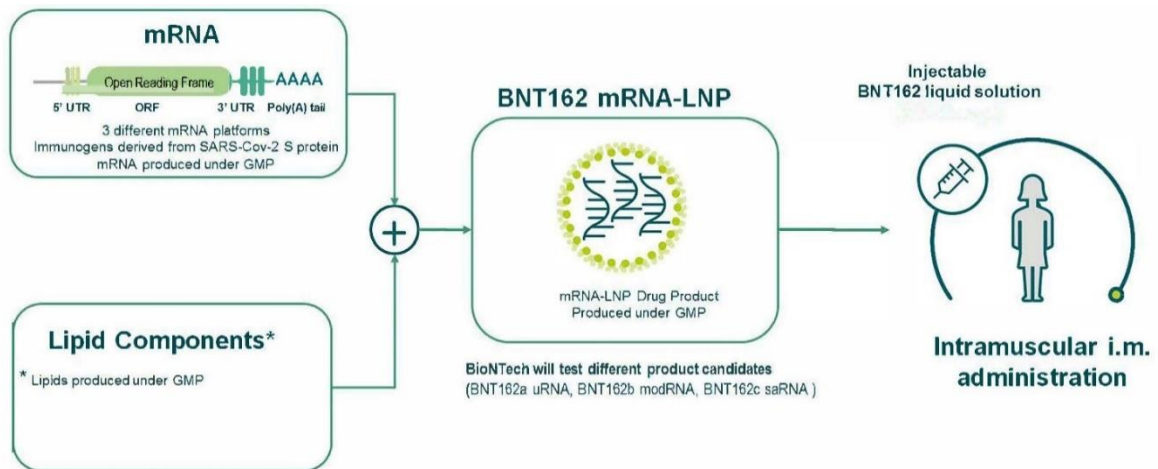 mRNA
Open Reading Frame
AAAA
5' UTR ORF 3' UTR Poly(A) tail
3 different mRNA platforms
Immunogens derived from SARS-Cov-2 S protein
mRNA produced under GMP
+
Lipid Components*
* Lipids produced under GMP
BNT162 mRNA-LNP
mRNA-LNP Drug Product
Produced under GMP
BioNTech will test different product candidates
(BNT162a uRNA, BNT162b modRNA, BNT162c saRNA )
Injectable
BNT162 liquid solution
Intramuscular i.m.
administration